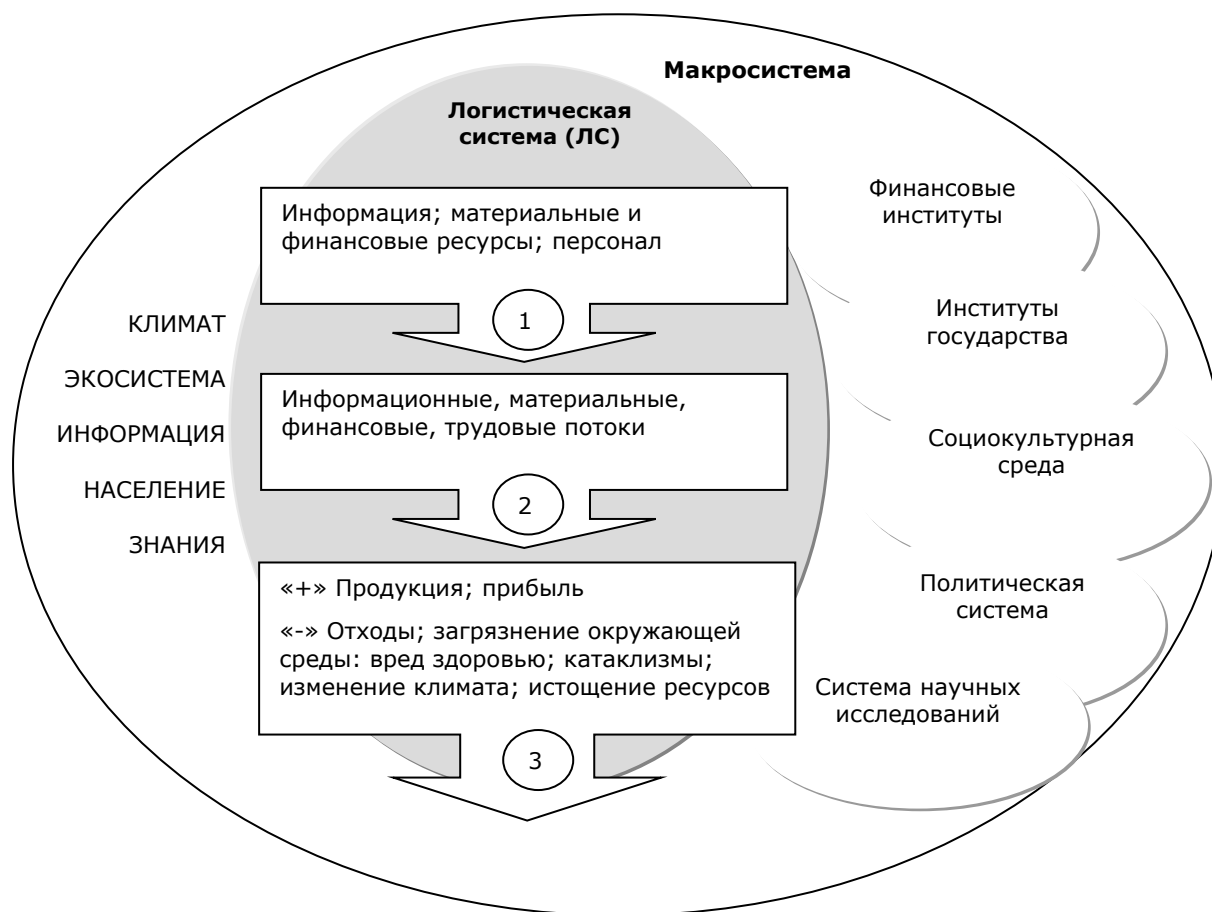 Макросистема
Логистическая
система (ЛС)
Информация; материальные и
финансовые ресурсы; персонал
1
Информационные, материальные,
финансовые, трудовые потоки
2
«+» Продукция; прибыль
«-» Отходы; загрязнение окружающей
среды: вред здоровью; катаклизмы;
изменение климата; истощение ресурсов
3
КЛИМАТ
ЭКОСИСТЕМА
ИНФОРМАЦИЯ
НАСЕЛЕНИЕ
ЗНАНИЯ
Финансовые
институты
Институты
государства
Социокультурная
среда
Политическая
система
Система научных
исследований